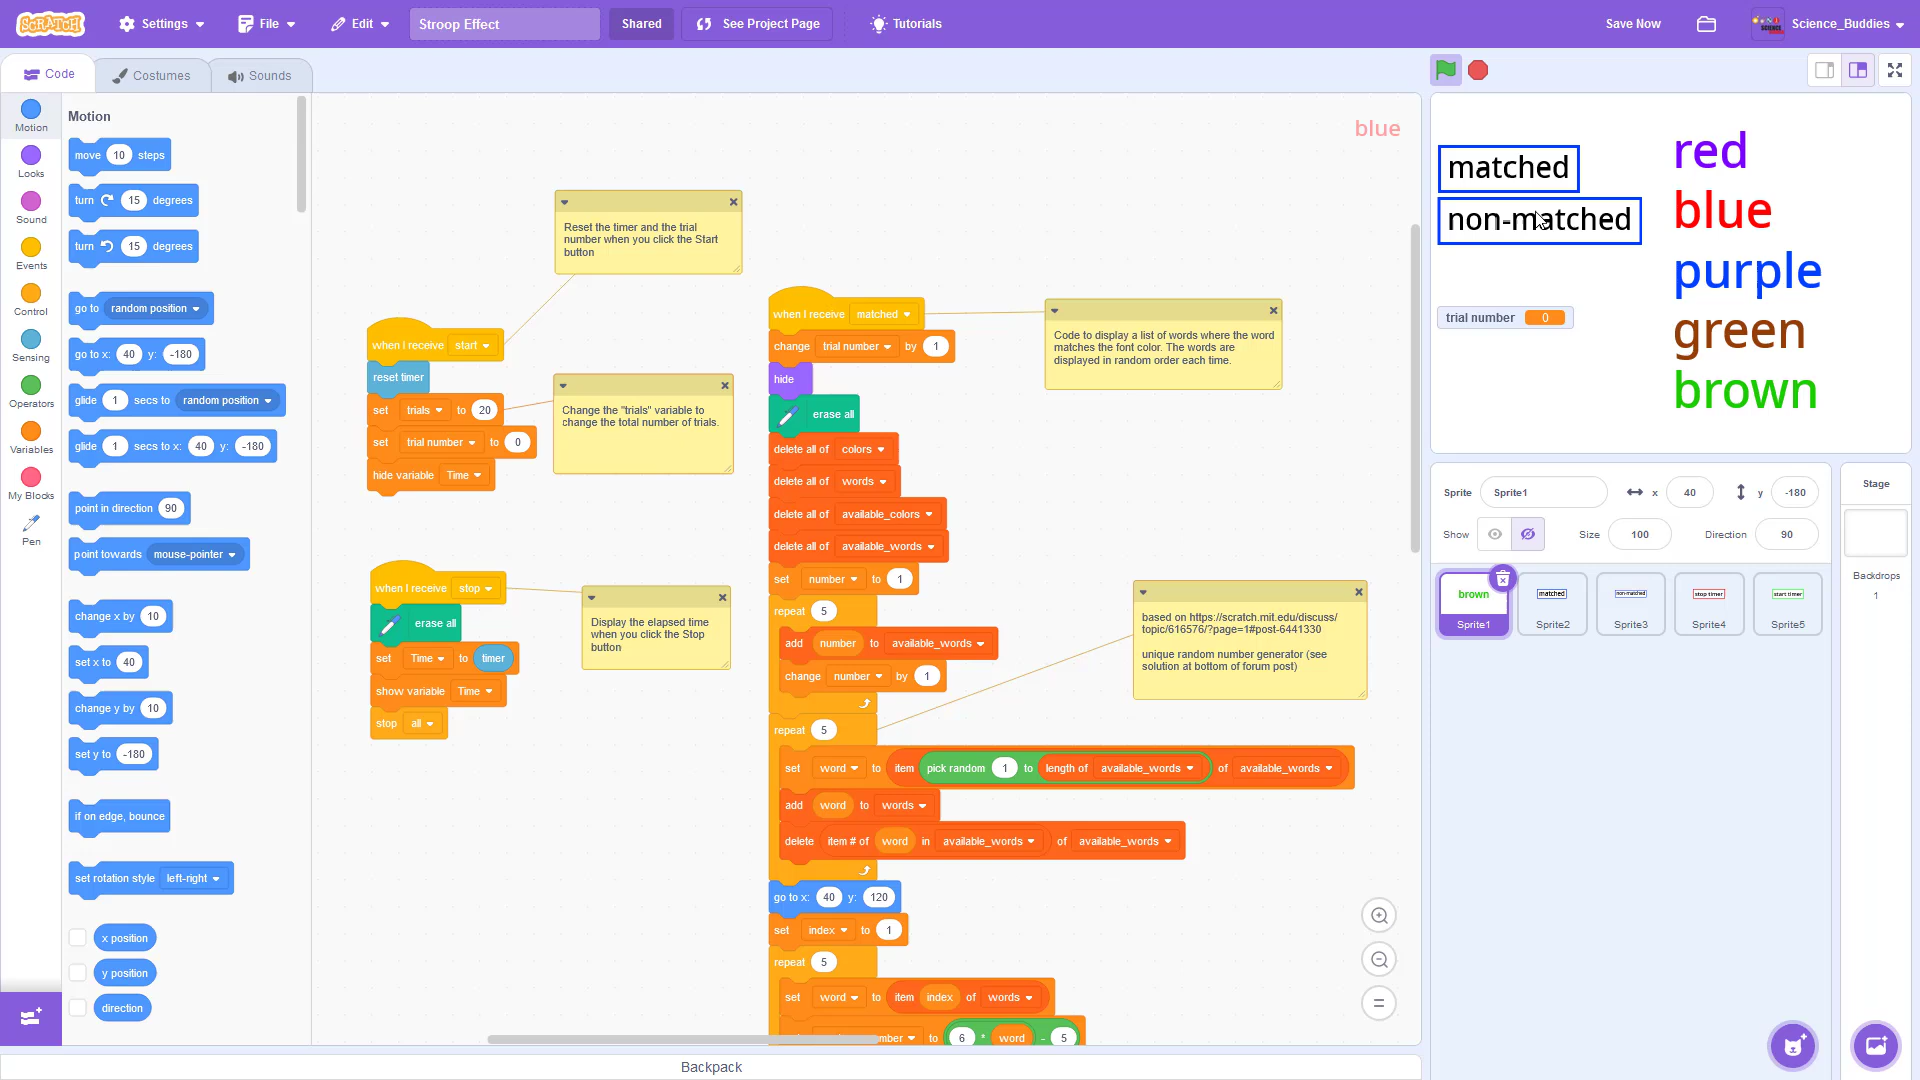 SCRATCH
Settings
File
Edit
Stroop Effect
Shared
See Project Page
Tutorials
Save Now
Science_Buddies
Code
Costumes
Sounds
Motion
Looks
Sound
Events
Control
Sensing
Operators
Variables
My Blocks
Pen
Motion
move 10 steps
turn 15 degrees
turn 15 degrees
go to random position
go to x: 40 y: -180
glide 1 secs to random position
glide 1 secs to x: 40 y: -180
point in direction 90
point towards mouse-pointer
change x by 10
set x to 40
change y by 10
set y to -180
if on edge, bounce
set rotation style left-right
x position
y position
direction
blue
Reset the timer and the trial
number when you click the Start
button
when I receive start
reset timer
set trials to 20
set trial number to 0
hide variable Time
Change the "trials" variable to
change the total number of trials.
when I receive stop
erase all
set Time to timer
show variable Time
stop all
Display the elapsed time
when you click the Stop
button
when I receive matched
change trial number by 1
hide
erase all
delete all of colors
delete all of words
delete all of available_colors
delete all of available_words
set number to 1
repeat 5
add number to available_words
change number by 1
repeat 5
set word to item pick random 1 to length of available_words of available_words
add word to words
delete item # of word in available_words of available_words
go to x: 40 y: 120
set index to 1
repeat 5
set word to item index of words
to 6 * word - 5
Code to display a list of words where the word
matches the font color. The words are
displayed in random order each time.
based on https://scratch.mit.edu/discuss/
topic/616576/?page=1#post-6441330
unique random number generator (see
solution at bottom of forum post)
Backpack
matched
non-matched
trial number 0
red
blue
purple
green
brown
Sprite Sprite1 x 40 y -180
Show Size 100 Direction 90
brown
Sprite1
matched
Sprite2
non-matched
Sprite3
stop timer
Sprite4
start timer
Sprite5
Stage
Backdrops
1